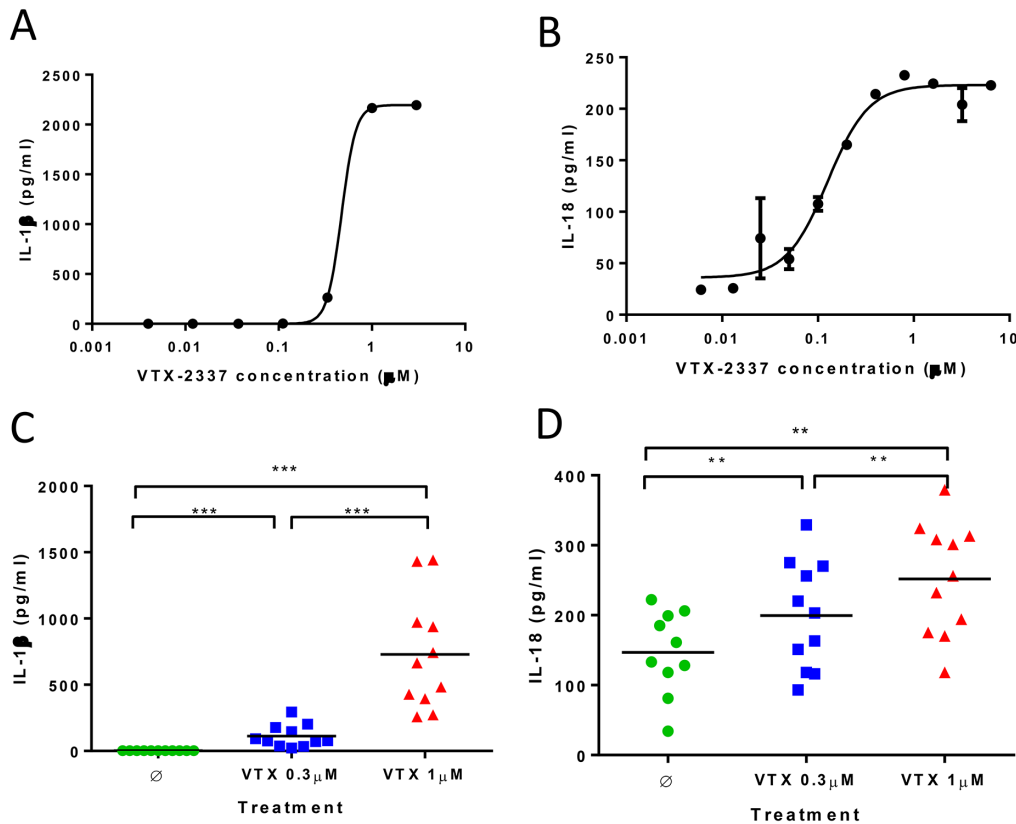 A
2500
2000
1500
1000
500
0
IL-1β (pg/ml)
0.001
0.01
0.1
1
10
VTX-2337 concentration (μM)
B
250
200
150
100
50
0
IL-18 (pg/ml)
0.001
0.01
0.1
1
10
VTX-2337 concentration (μM)
C
2000
1500
1000
500
0
IL-1β (pg/ml)
***
***
***
∅
VTX 0.3μM
VTX 1μM
Treatment
D
400
300
200
100
0
IL-18 (pg/ml)
**
**
**
∅
VTX 0.3μM
VTX 1μM
Treatment